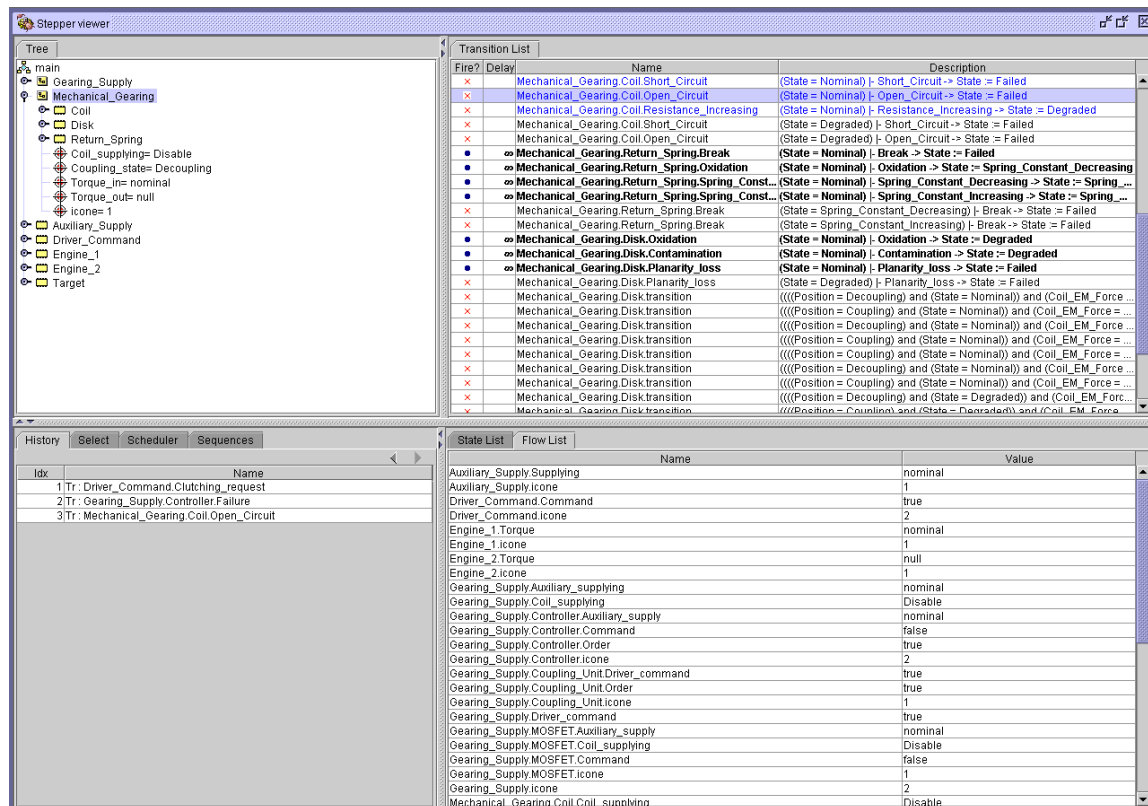 Stepper viewer
Tree
main
Gearing_Supply
Mechanical_Gearing
Coil
Disk
Return_Spring
Coil_supplying= Disable
Coupling_state= Decoupling
Torque_in= nominal
Torque_out= null
icone= 1
Auxiliary_Supply
Driver_Command
Engine_1
Engine_2
Target
Transition List
Fire? Delay Name Description
Mechanical_Gearing.Coil.Short_Circuit (State = Nominal) |- Short_Circuit -> State := Failed
Mechanical_Gearing.Coil.Open_Circuit (State = Nominal) |- Open_Circuit -> State := Failed
Mechanical_Gearing.Coil.Resistance_Increasing (State = Nominal) |- Resistance_Increasing -> State := Degraded
Mechanical_Gearing.Coil.Short_Circuit (State = Degraded) |- Short_Circuit -> State := Failed
Mechanical_Gearing.Coil.Open_Circuit (State = Degraded) |- Open_Circuit -> State := Failed
∞ Mechanical_Gearing.Return_Spring.Break (State = Nominal) |- Break -> State := Failed
∞ Mechanical_Gearing.Return_Spring.Oxidation (State = Nominal) |- Oxidation -> State := Spring_Constant_Decreasing
∞ Mechanical_Gearing.Return_Spring.Spring_Const... (State = Nominal) |- Spring_Constant_Decreasing -> State := Spring_...
∞ Mechanical_Gearing.Return_Spring.Spring_Const... (State = Nominal) |- Spring_Constant_Increasing -> State := Spring_...
Mechanical_Gearing.Return_Spring.Break (State = Spring_Constant_Decreasing) |- Break -> State := Failed
Mechanical_Gearing.Return_Spring.Break (State = Spring_Constant_Increasing) |- Break -> State := Failed
∞ Mechanical_Gearing.Disk.Oxidation (State = Nominal) |- Oxidation -> State := Degraded
∞ Mechanical_Gearing.Disk.Contamination (State = Nominal) |- Contamination -> State := Degraded
∞ Mechanical_Gearing.Disk.Planarity_loss (State = Nominal) |- Planarity_loss -> State := Failed
Mechanical_Gearing.Disk.Planarity_loss (State = Degraded) |- Planarity_loss -> State := Failed
Mechanical_Gearing.Disk.transition ((((Position = Decoupling) and (State = Nominal)) and (Coil_EM_Force ...
Mechanical_Gearing.Disk.transition ((((Position = Coupling) and (State = Nominal)) and (Coil_EM_Force = ...
Mechanical_Gearing.Disk.transition ((((Position = Decoupling) and (State = Nominal)) and (Coil_EM_Force ...
Mechanical_Gearing.Disk.transition ((((Position = Coupling) and (State = Nominal)) and (Coil_EM_Force = ...
Mechanical_Gearing.Disk.transition ((((Position = Decoupling) and (State = Nominal)) and (Coil_EM_Force ...
Mechanical_Gearing.Disk.transition ((((Position = Coupling) and (State = Nominal)) and (Coil_EM_Force = ...
Mechanical_Gearing.Disk.transition ((((Position = Decoupling) and (State = Degraded)) and (Coil_EM_Forc...
Mechanical_Gearing.Disk.transition ((((Position = Coupling) and (State = Degraded)) and (Coil_EM_Force
History Select Scheduler Sequences
Idx Name
1 Tr : Driver_Command.Clutching_request
2 Tr : Gearing_Supply.Controller.Failure
3 Tr : Mechanical_Gearing.Coil.Open_Circuit
State List Flow List
Name Value
Auxiliary_Supply.Supplying nominal
Auxiliary_Supply.icone 1
Driver_Command.Command true
Driver_Command.icone 2
Engine_1.Torque nominal
Engine_1.icone 1
Engine_2.Torque null
Engine_2.icone 1
Gearing_Supply.Auxiliary_supplying nominal
Gearing_Supply.Coil_supplying Disable
Gearing_Supply.Controller.Auxiliary_supply nominal
Gearing_Supply.Controller.Command false
Gearing_Supply.Controller.Order true
Gearing_Supply.Controller.icone 2
Gearing_Supply.Coupling_Unit.Driver_command true
Gearing_Supply.Coupling_Unit.Order true
Gearing_Supply.Coupling_Unit.icone 1
Gearing_Supply.Driver_command true
Gearing_Supply.MOSFET.Auxiliary_supply nominal
Gearing_Supply.MOSFET.Coil_supplying Disable
Gearing_Supply.MOSFET.Command false
Gearing_Supply.MOSFET.icone 1
Gearing_Supply.icone 2
Mechanical_Gearing.Coil.Coil_supplying Disable